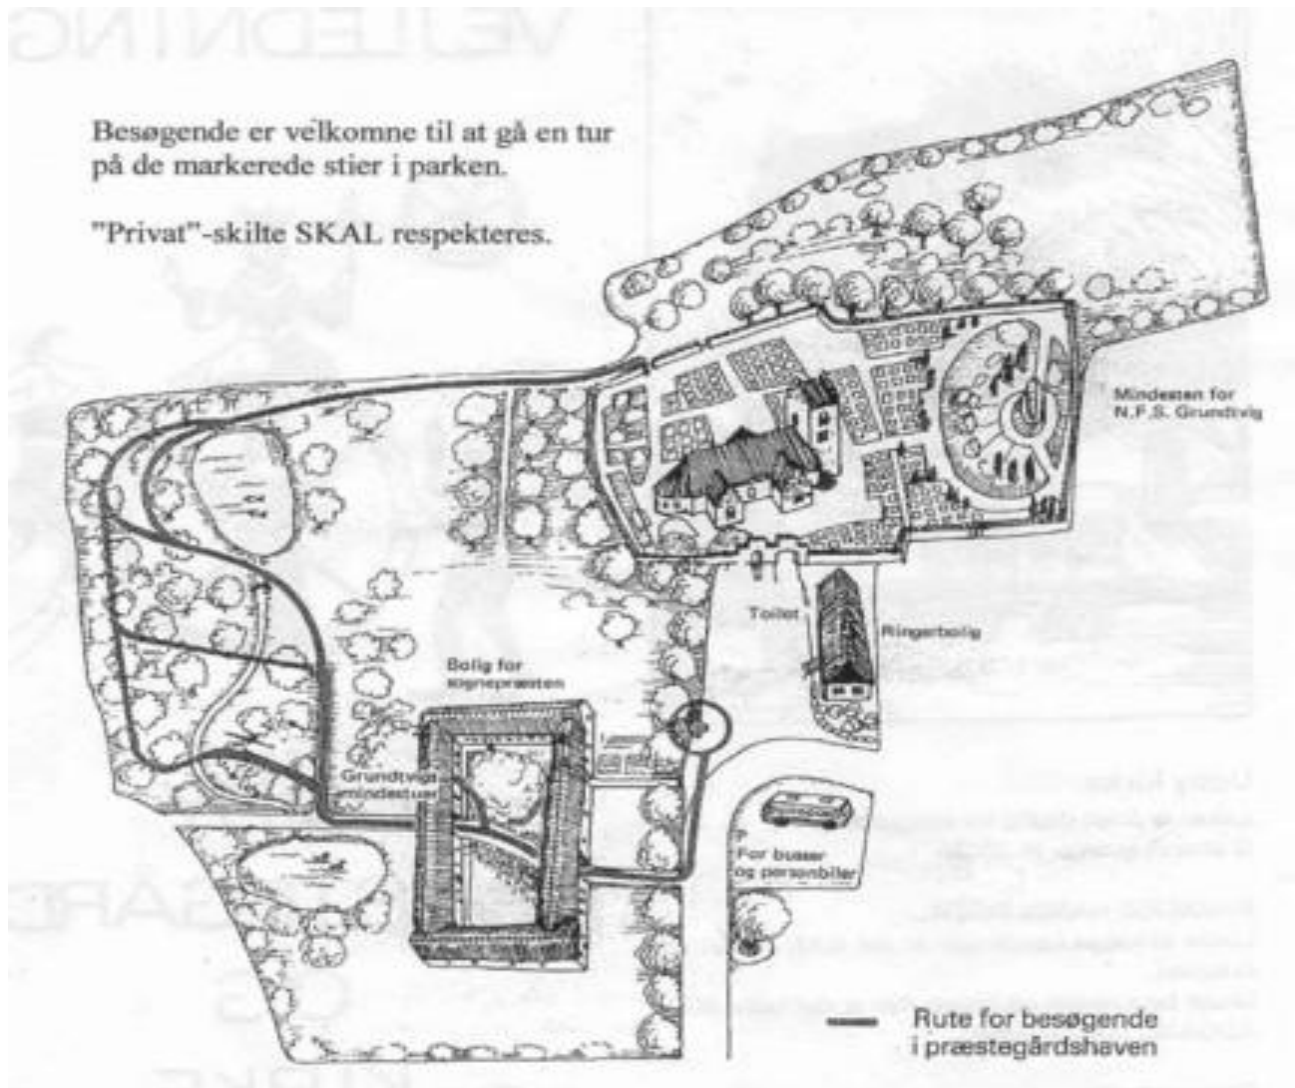 Besøgende er velkomne til at gå en tur
på de markerede stier i parken.
"Privat"-skilte SKAL respekteres.
Mindesten for
N.F.S. Grundtvig
Toilet
Ringerbolig
Bolig for
sognepræsten
Grundtvigs
mindestuer
P
For busser
og personbiler
Rute for besøgende
i præstegårdshaven